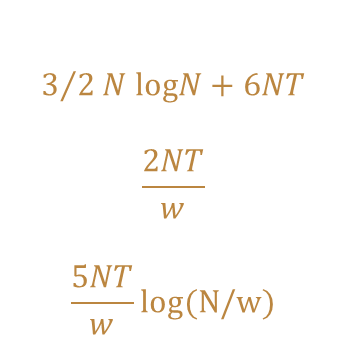 3/2 N logN + 6NT
2NT
w
5NT
w
log(N/w)